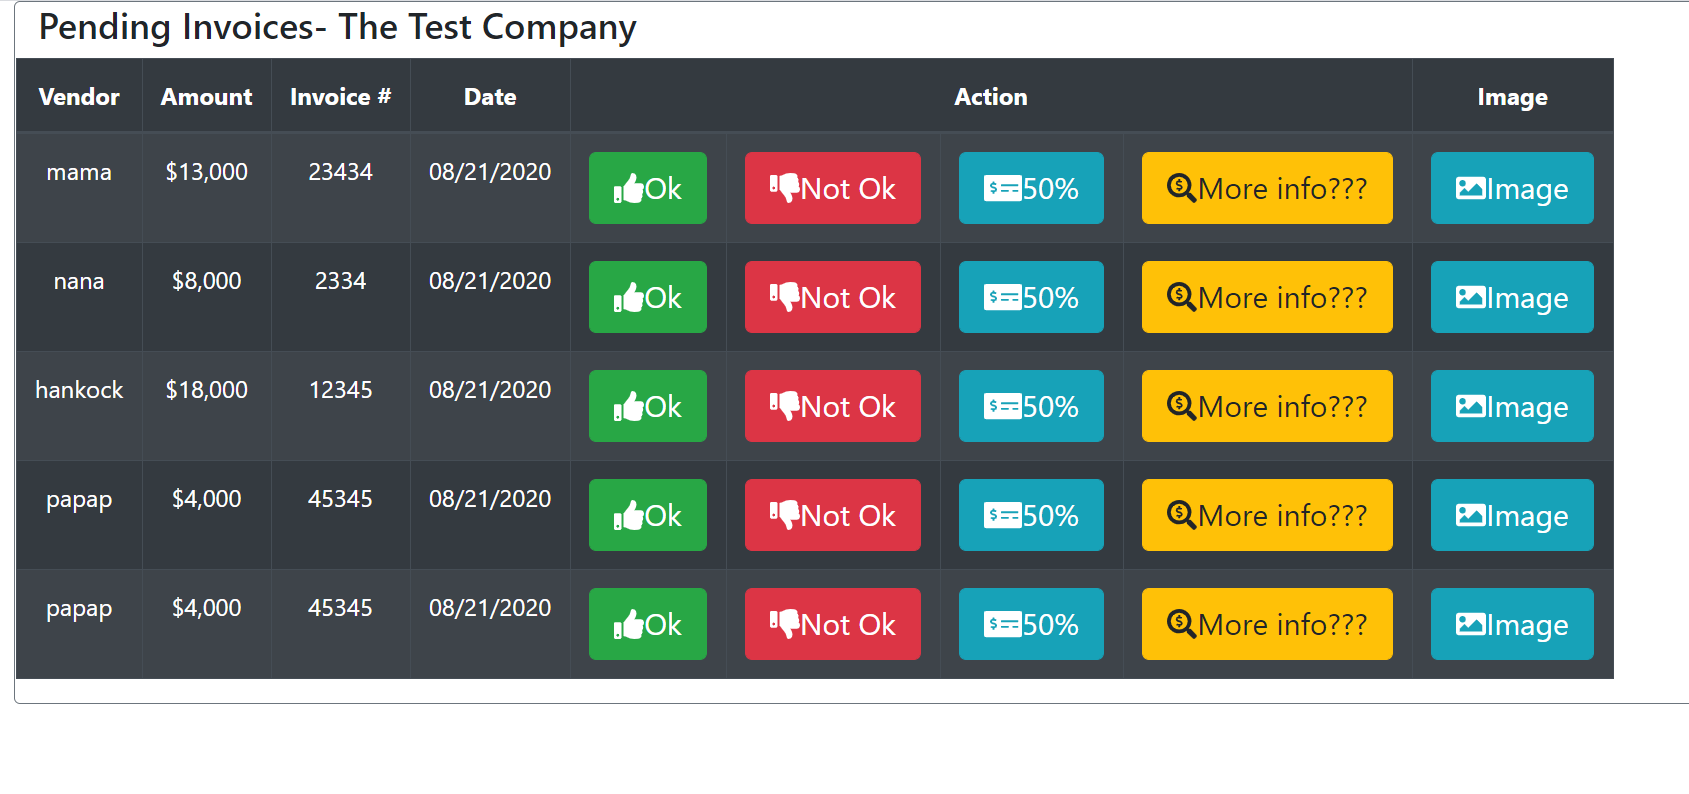 Pending Invoices- The Test Company
Vendor Amount Invoice # Date Action Image
mama $13,000 23434 08/21/2020 Ok Not Ok 50% More info??? Image
nana $8,000 2334 08/21/2020 Ok Not Ok 50% More info??? Image
hankock $18,000 12345 08/21/2020 Ok Not Ok 50% More info??? Image
papap $4,000 45345 08/21/2020 Ok Not Ok 50% More info??? Image
papap $4,000 45345 08/21/2020 Ok Not Ok 50% More info??? Image